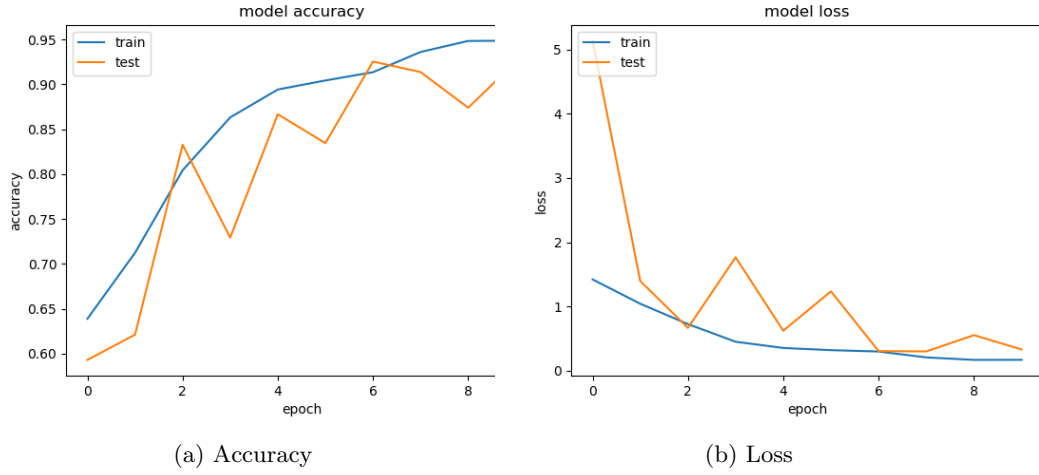 model accuracy
train
test
0.95
0.90
0.85
0.80
0.75
0.70
0.65
0.60
accuracy
0
2
4
6
8
epoch
(a) Accuracy
model loss
train
test
5
4
3
2
1
0
loss
0
2
4
6
8
epoch
(b) Loss